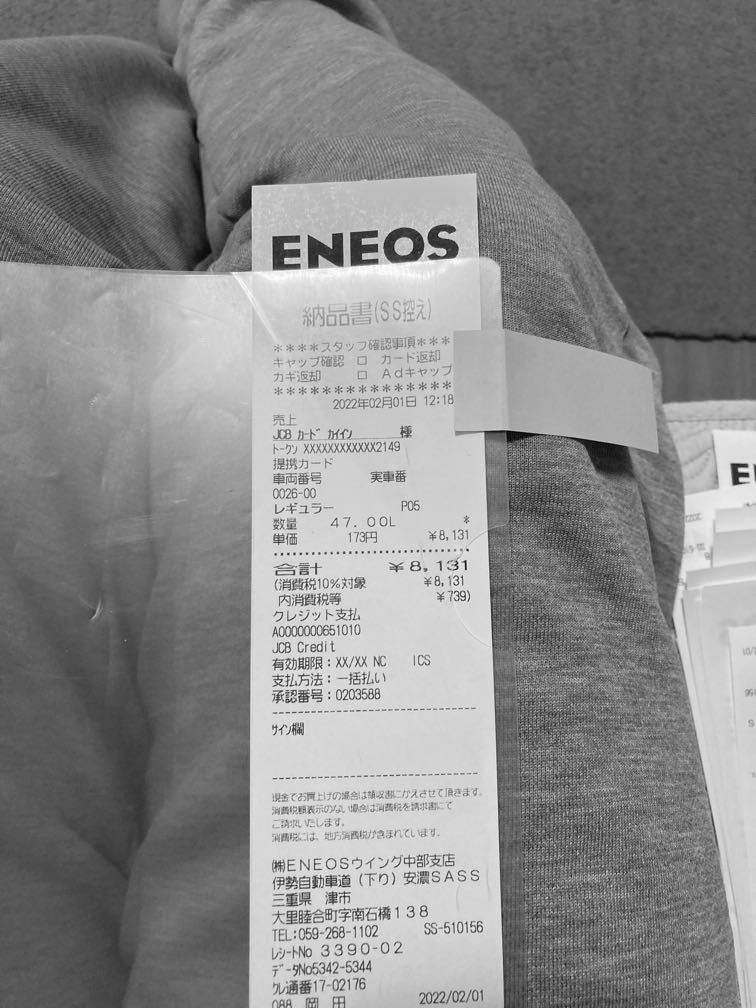 ENEOS
納品書(SS控え)
****スタッフ確認事項***
キャップ確認 □ カード返却
カギ返却 □ Adキャップ
******************
2022年02月01日 12:18
売上
JCB カード カイイン 様
トークン XXXXXXXXXXXX2149
提携カード
車両番号 実車番
0026-00
レギュラー P05
数量 47.00L *
単価 173円 ¥8,131
合計 ¥8,131
(消費税10%対象 ¥8,131
内消費税等 ¥739)
クレジット支払
A0000000651010
JCB Credit
有効期限:XX/XX NC ICS
支払方法:一括払い
承認番号:0203588
サイン欄
現金でお買上げの場合は領収書にかえさせて頂きます。
消費税額表示のない場合は消費税を請求書にて
ご請求いたします。
消費税には、地方消費税が含まれています。
㈱ENEOSウイング中部支店
伊勢自動車道(下り)安濃SASS
三重県 津市
大里睦合町字南石橋138
TEL:059-268-1102 SS-510156
レシートNo 3390-02
データNo5342-5344
クレ通番17-02176
088 岡田 2022/02/01
E